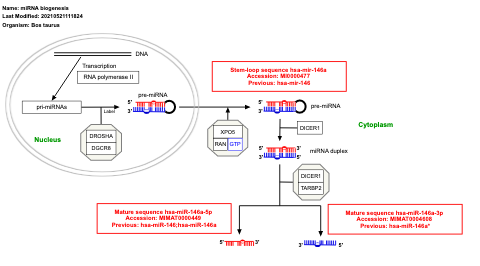 Name: miRNA biogenesis
Last Modified: 20210521111824
Organism: Bos taurus
DNA
Transcription
RNA polymerase II
Stem-loop sequence hsa-mir-146a
Accession: MI0000477
Previous: hsa-mir-146
pre-miRNA
5'
3'
pri-miRNAs
Label
5'
3'
pre-miRNA
DROSHA
DGCR8
Nucleus
XPO5
RAN
GTP
DICER1
Cytoplasm
5'
3'
3'
5'
miRNA duplex
DICER1
TARBP2
Mature sequence hsa-miR-146a-5p
Accession: MIMAT0000449
Previous: hsa-miR-146;hsa-miR-146a
Mature sequence hsa-miR-146a-3p
Accession: MIMAT0004608
Previous: hsa-miR-146a*
5'
3'
3'
5'